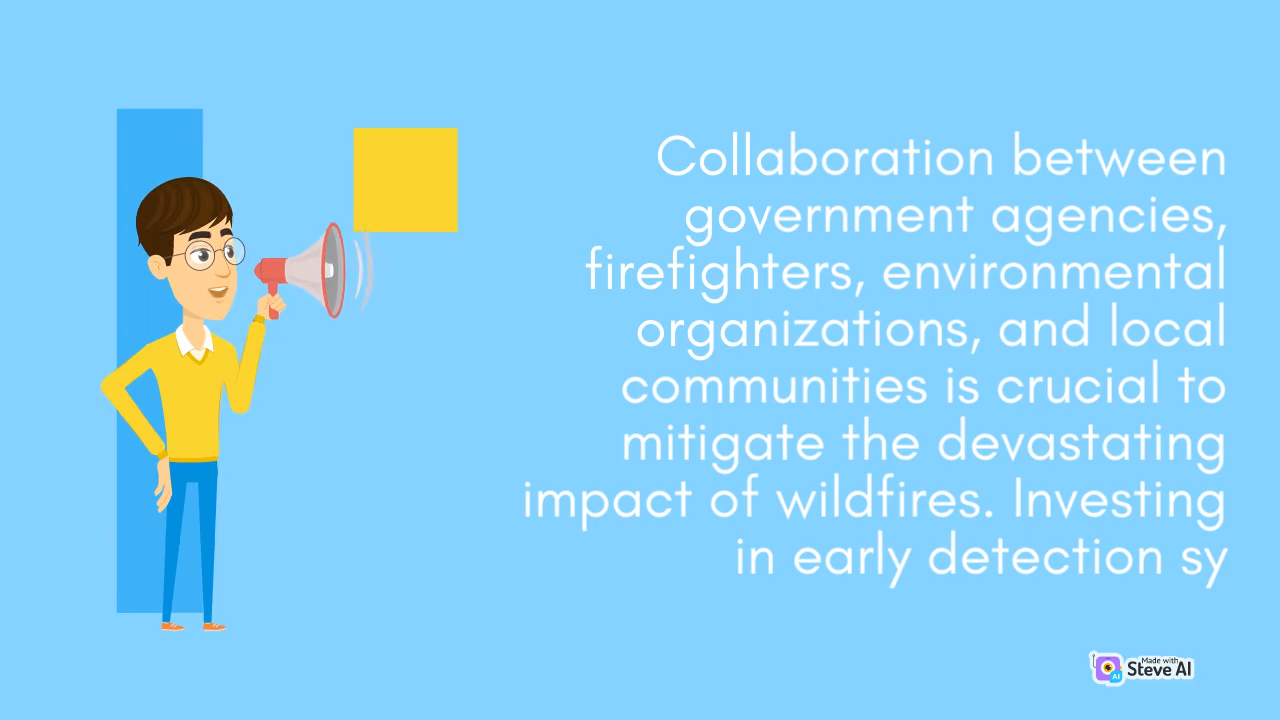 Collaboration between
government agencies,
firefighters, environmental
organizations, and local
communities is crucial to
mitigate the devastating
impact of wildfires. Investing
in early detection sy
Made with
Steve AI
AI